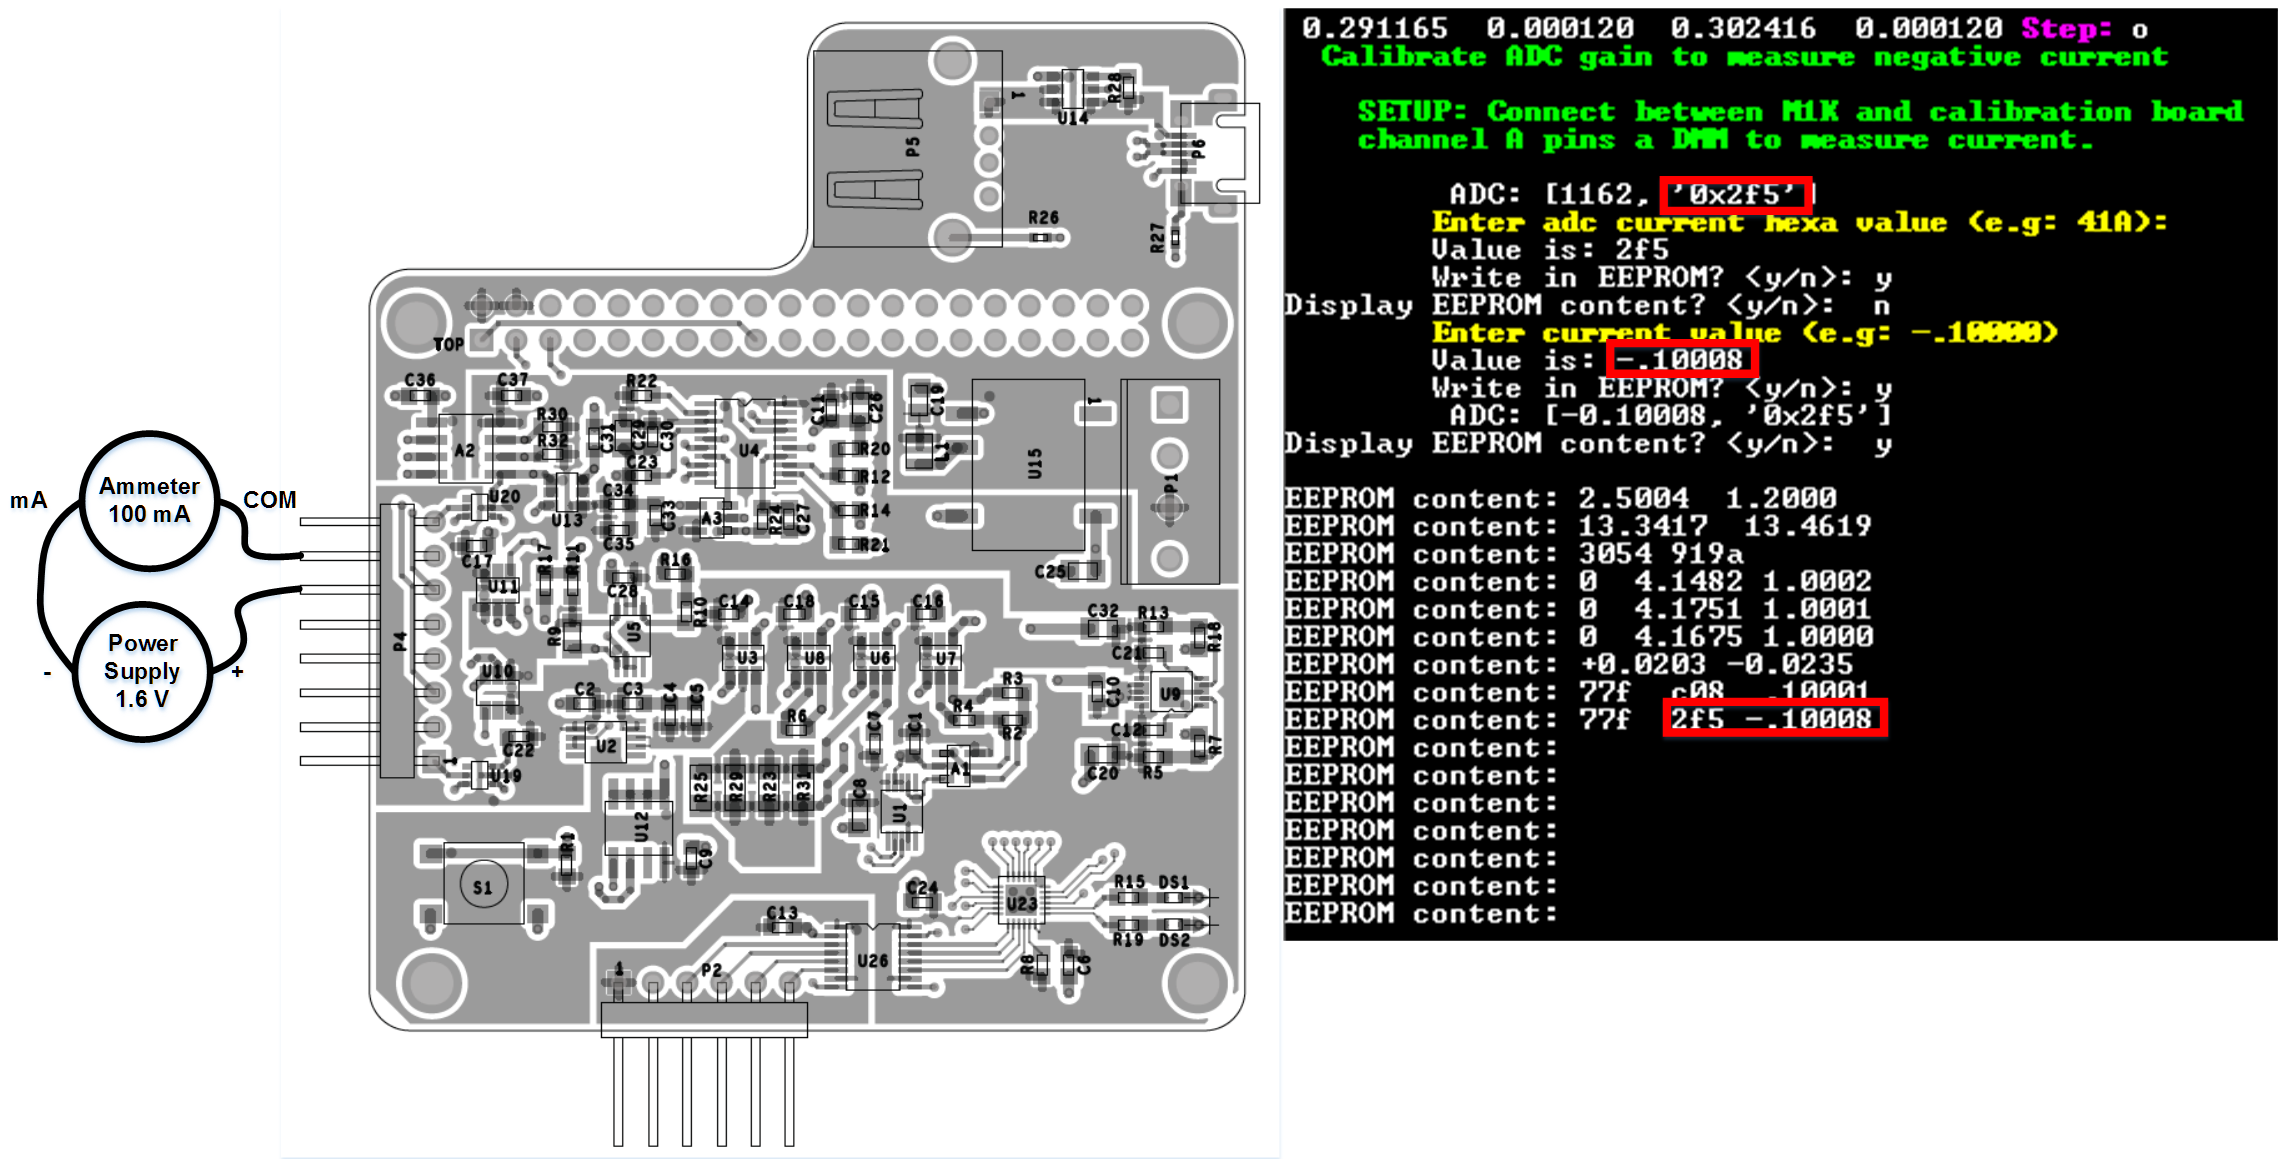 mA
Ammeter
100 mA
COM
Power
Supply
1.6 V
-
+
P5
1
U14
R28
P6
R26
R27
TOP
C36
C37
R22
C11
C26
C19
1
R30
R32
A2
C31
C29
C30
U4
R20
L1
U15
P1
C23
R12
U20
U13
C34
C33
A3
R24
C27
R14
C35
R21
C17
R17
R11
R16
C25
U11
C28
R10
C14
C18
C15
C16
C32
R13
R18
P4
R9
U5
U3
U8
U6
U7
C21
U10
C2
C3
C4
C5
R3
C10
U9
R4
R6
R2
C22
U2
C7
C1
C12
R7
1
U19
R25
R29
R23
R31
C8
A1
C20
R5
U12
U1
R1
C9
S1
C24
U23
R15
DS1
C13
R19
DS2
U26
R8
C6
1
P2
0.291165 0.000120 0.302416 0.000120 Step: o
Calibrate ADC gain to measure negative current
SETUP: Connect between M1K and calibration board
channel A pins a DMM to measure current.
ADC: [1162, '0x2f5']
Enter adc current hexa value (e.g: 41A):
Value is: 2f5
Write in EEPROM? <y/n>: y
Display EEPROM content? <y/n>: n
Enter current value (e.g: -.10000)
Value is: -.10008
Write in EEPROM? <y/n>: y
ADC: [-0.10008, '0x2f5']
Display EEPROM content? <y/n>: y
EEPROM content: 2.5004 1.2000
EEPROM content: 13.3417 13.4619
EEPROM content: 3054 919a
EEPROM content: 0 4.1482 1.0002
EEPROM content: 0 4.1751 1.0001
EEPROM content: 0 4.1675 1.0000
EEPROM content: +0.0203 -0.0235
EEPROM content: 77f c08 .10001
EEPROM content: 77f 2f5 -.10008
EEPROM content:
EEPROM content:
EEPROM content:
EEPROM content:
EEPROM content:
EEPROM content:
EEPROM content: